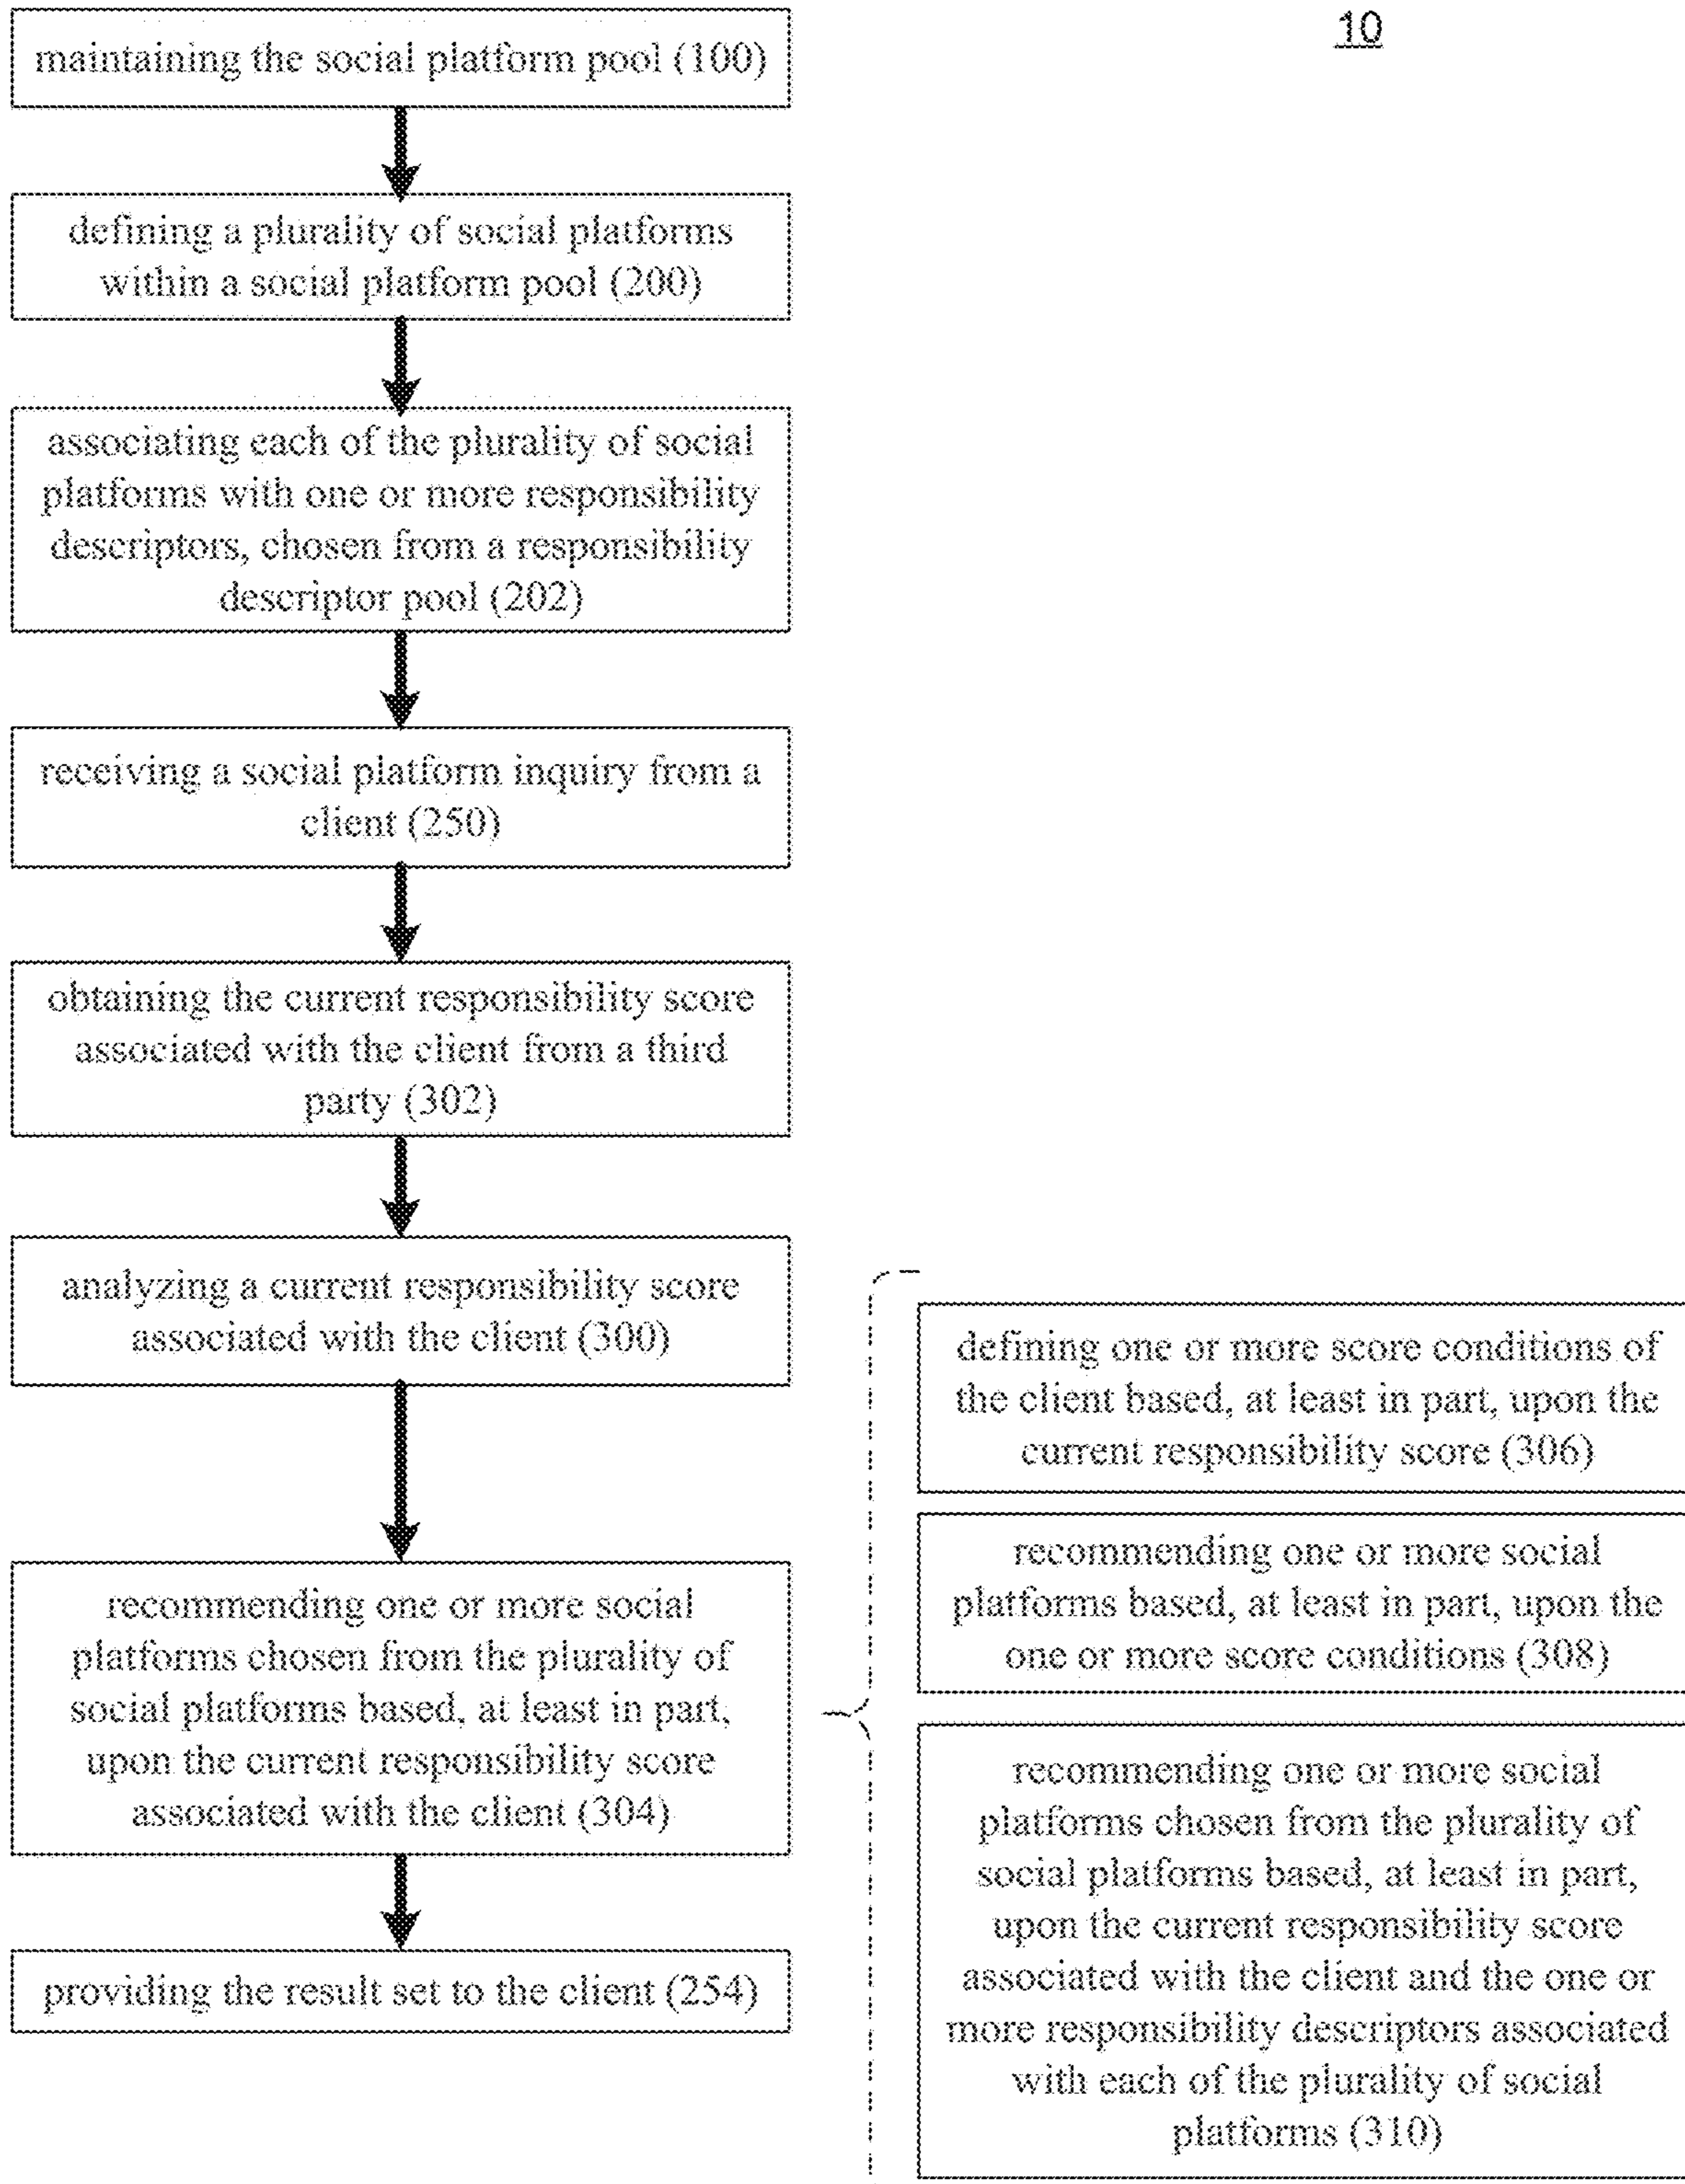 10
maintaining the social platform pool (100)
defining a plurality of social platforms
within a social platform pool (200)
associating each of the plurality of social
platforms with one or more responsibility
descriptors, chosen from a responsibility
descriptor pool (202)
receiving a social platform inquiry from a
client (250)
obtaining the current responsibility score
associated with the client from a third
party (302)
analyzing a current responsibility score
associated with the client (300)
recommending one or more social
platforms chosen from the plurality of
social platforms based, at least in part,
upon the current responsibility score
associated with the client (304)
providing the result set to the client (254)
defining one or more score conditions of
the client based, at least in part, upon the
current responsibility score (306)
recommending one or more social
platforms based, at least in part, upon the
one or more score conditions (308)
recommending one or more social
platforms chosen from the plurality of
social platforms based, at least in part,
upon the current responsibility score
associated with the client and the one or
more responsibility descriptors associated
with each of the plurality of social
platforms (310)